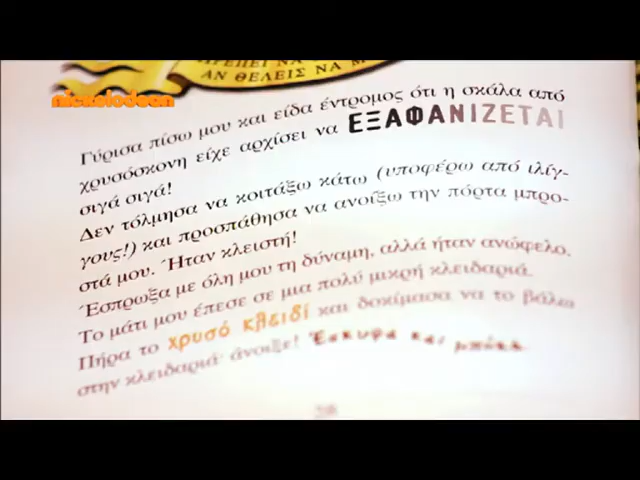 ΠΡΕΠΕΙ ΝΑ
ΑΝ ΘΕΛΕΙΣ ΝΑ Μ
nickelodeon
Γύρισα πίσω μου και είδα έντρομος ότι η σκάλα από
χρυσόσκονη είχε αρχίσει να ΕΞΑΦΑΝΙΖΕΤΑΙ
σιγά σιγά!
Δεν τόλμησα να κοιτάξω κάτω (υποφέρω από ιλίγ-
γους!) και προσπάθησα να ανοίξω την πόρτα μπρο-
στά μου. Ήταν κλειστή!
Έσπρωξα με όλη μου τη δύναμη, αλλά ήταν ανώφελο.
Το μάτι μου έπεσε σε μια πολύ μικρή κλειδαριά.
Πήρα το χρυσό κλειδί και δοκίμασα να το βάλω
στην κλειδαριά· άνοιξε! Έσκυψα και μπήκα.